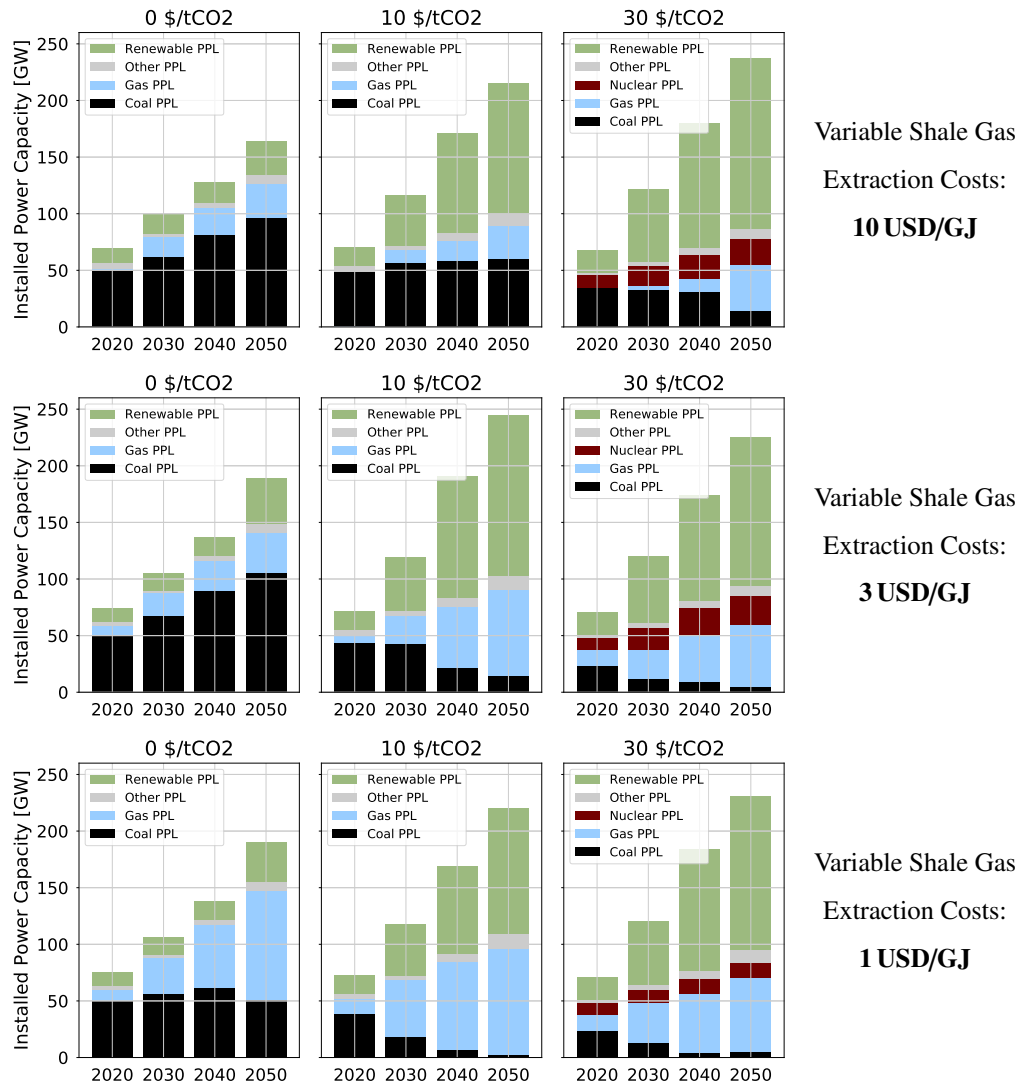 0 $/tCO2
10 $/tCO2
30 $/tCO2
Installed Power Capacity [GW]
250
200
150
100
50
0
Renewable PPL
Other PPL
Gas PPL
Coal PPL
Renewable PPL
Other PPL
Gas PPL
Coal PPL
Renewable PPL
Other PPL
Nuclear PPL
Gas PPL
Coal PPL
2020 2030 2040 2050
2020 2030 2040 2050
2020 2030 2040 2050
Variable Shale Gas
Extraction Costs:
10 USD/GJ
0 $/tCO2
10 $/tCO2
30 $/tCO2
Installed Power Capacity [GW]
250
200
150
100
50
0
Renewable PPL
Other PPL
Gas PPL
Coal PPL
Renewable PPL
Other PPL
Gas PPL
Coal PPL
Renewable PPL
Other PPL
Nuclear PPL
Gas PPL
Coal PPL
2020 2030 2040 2050
2020 2030 2040 2050
2020 2030 2040 2050
Variable Shale Gas
Extraction Costs:
3 USD/GJ
0 $/tCO2
10 $/tCO2
30 $/tCO2
Installed Power Capacity [GW]
250
200
150
100
50
0
Renewable PPL
Other PPL
Gas PPL
Coal PPL
Renewable PPL
Other PPL
Gas PPL
Coal PPL
Renewable PPL
Other PPL
Nuclear PPL
Gas PPL
Coal PPL
2020 2030 2040 2050
2020 2030 2040 2050
2020 2030 2040 2050
Variable Shale Gas
Extraction Costs:
1 USD/GJ